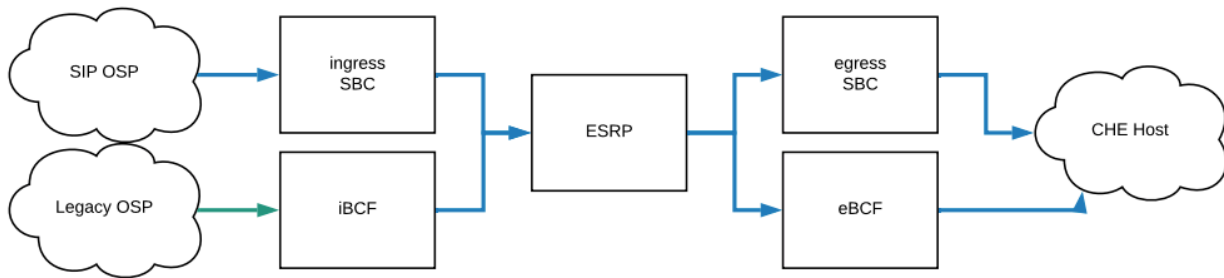 SIP OSP
ingress
SBC
ESRP
egress
SBC
CHE Host
Legacy OSP
iBCF
eBCF